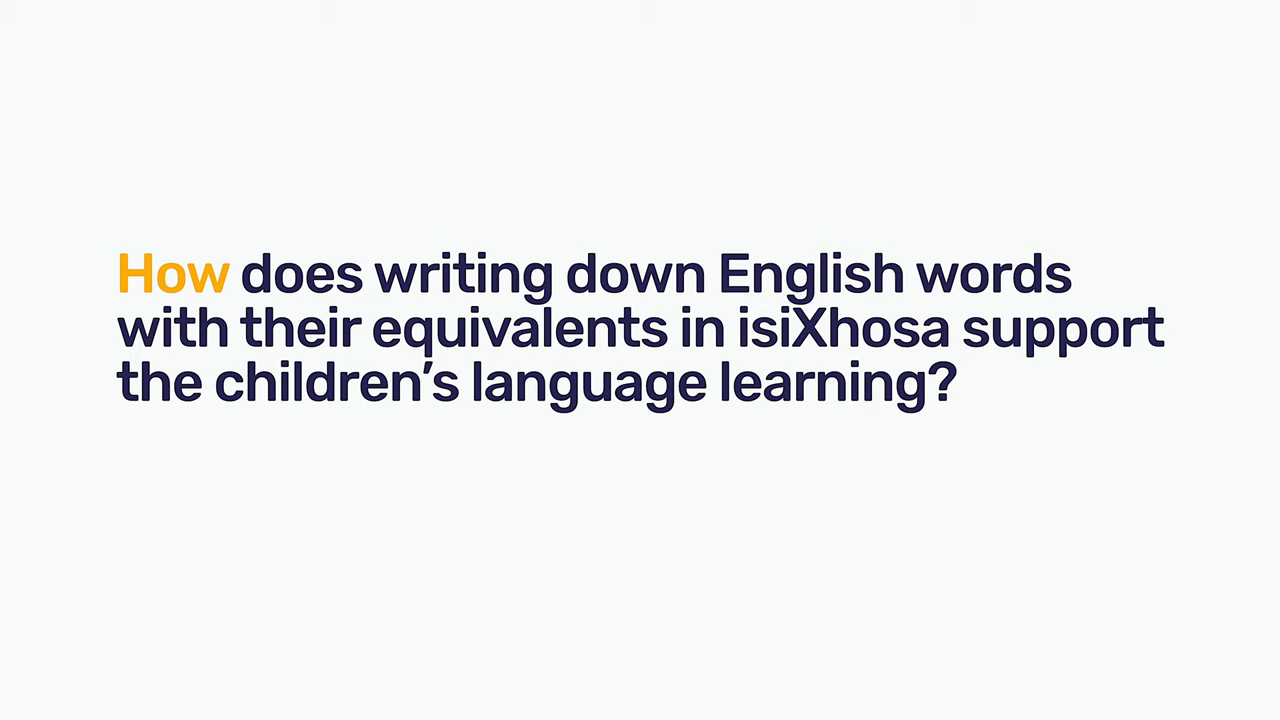 How does writing down English words
with their equivalents in isiXhosa support
the children’s language learning?